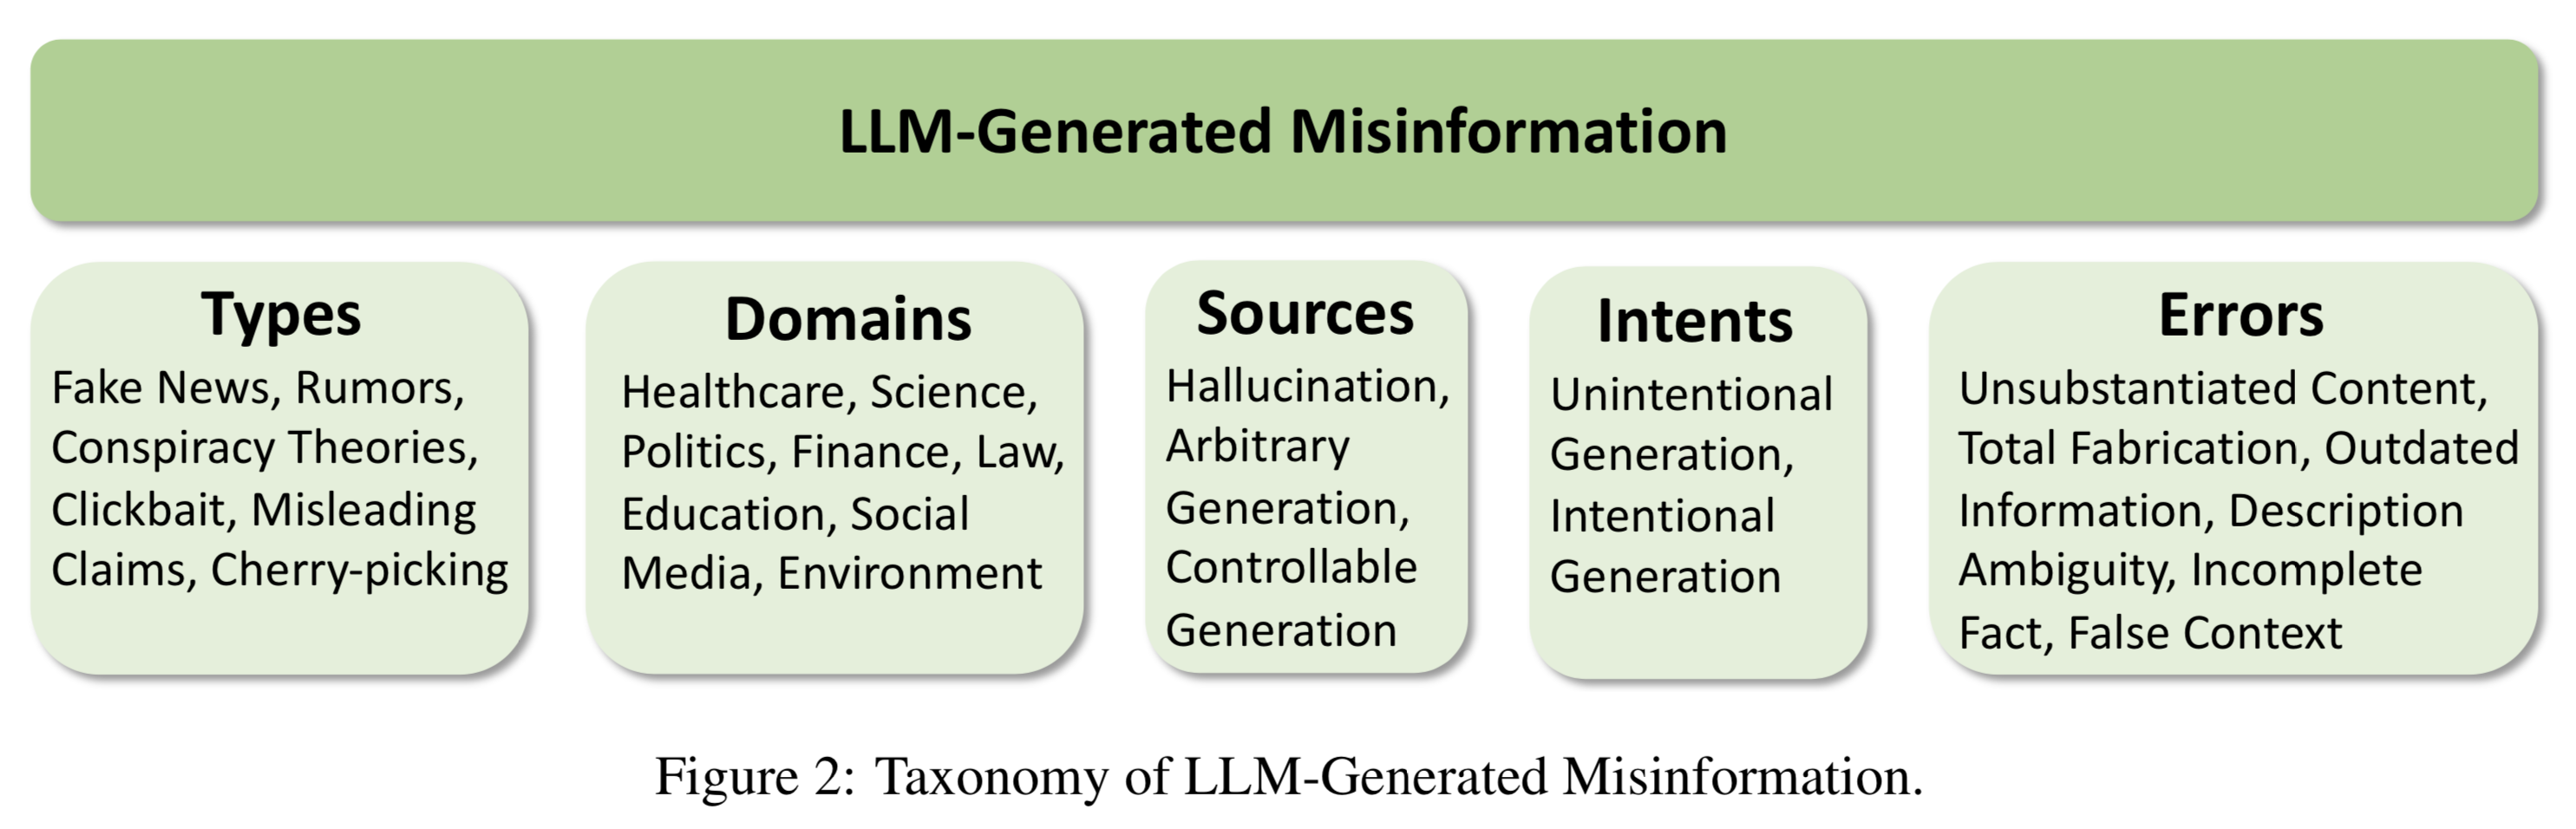 LLM-Generated Misinformation
Types
Fake News, Rumors,
Conspiracy Theories,
Clickbait, Misleading
Claims, Cherry-picking
Domains
Healthcare, Science,
Politics, Finance, Law,
Education, Social
Media, Environment
Sources
Hallucination,
Arbitrary
Generation,
Controllable
Generation
Intents
Unintentional
Generation,
Intentional
Generation
Errors
Unsubstantiated Content,
Total Fabrication, Outdated
Information, Description
Ambiguity, Incomplete
Fact, False Context
Figure 2: Taxonomy of LLM-Generated Misinformation.